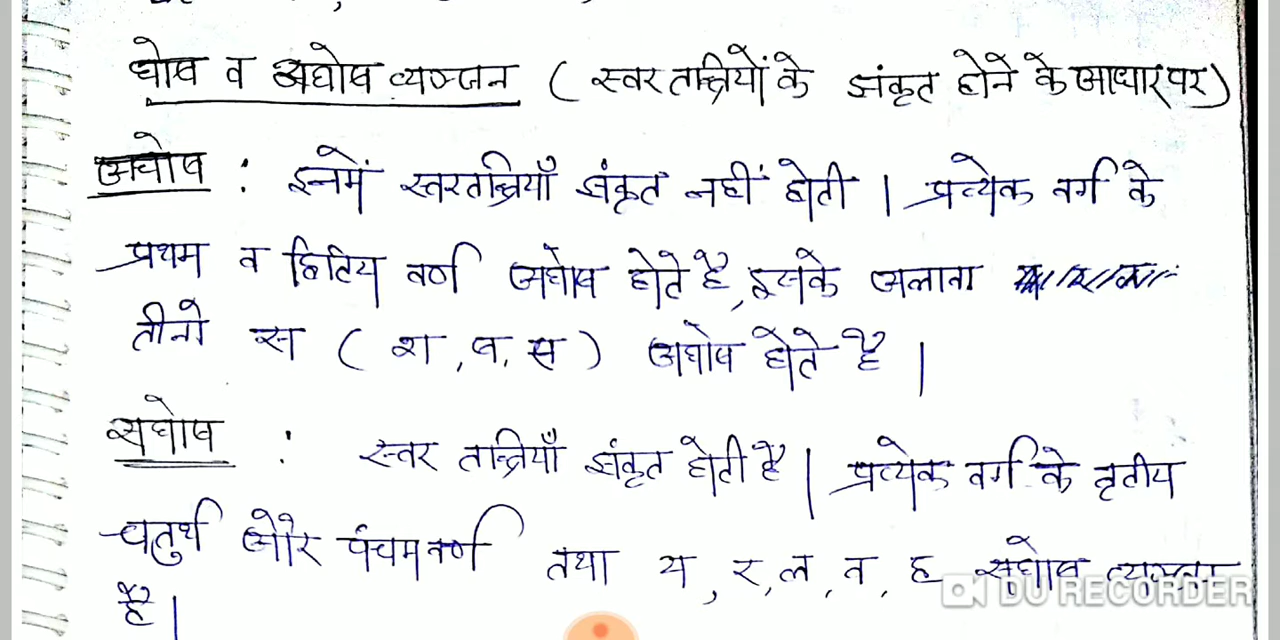 घोष व अघोष व्यञ्जन ( स्वर तन्त्रियों के झंकृत होने के आधार पर)
अघोष : इनमें स्वरतन्त्रियाँ झंकृत नहीं होती । प्रत्येक वर्ग के
प्रथम व द्वितिय वर्ण अघोष होते है, इसके अलावा
तीनो स ( श, ष, स ) अघोष होते है ।
सघोष : स्वर तन्त्रियाँ झंकृत होती है । प्रत्येक वर्ग के तृतीय
चतुर्थ और पंचम वर्ण तथा य, र, ल, व, ह सघोष व्यञ्जन
है ।
DU RECORDER